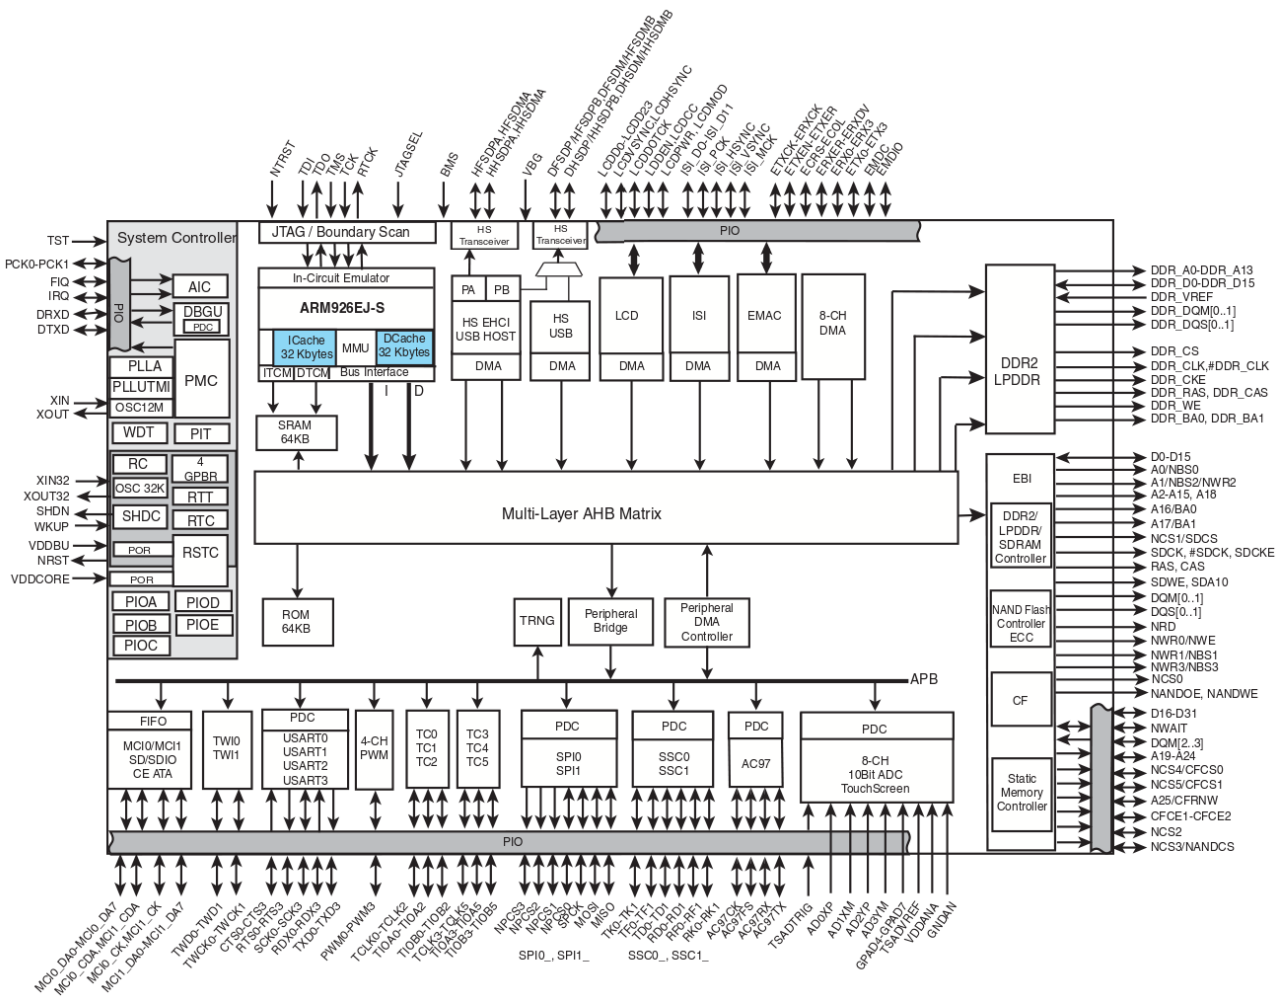 HFSDPA,HFSDMA
HHSDPA,HHSDMA
DFSDP/HFSDPB,DFSDM/HFSDMB
DHSDP/HHSDPB,DHSDM/HHSDMB
LCDD0-LCDD23
LCDVSYNC,LCDHSYNC
LCDDOTCK
LDDEN,LCDCC
LCDPWR, LCDMOD
ISI_DO-ISI_D11
ISI_PCK
ISI_HSYNC
ISI_VSYNC
ISI_MCK
ETXCK-ERXCK
ETXEN-ETXER
ECRS-ECOL
ERXER-ERXDV
ERX0-ERX3
ETX0-ETX3
EMDC
EMDIO
NTRST
TDI
TDO
TMS
TCK
RTCK
JTAGSEL
BMS
VBG
TST
PCK0-PCK1
FIQ
IRQ
DRXD
DTXD
XIN
XOUT
XIN32
XOUT32
SHDN
WKUP
VDDBU
NRST
VDDCORE
System Controller
PIO
AIC
DBGU
PDC
PLLA
PLLUTMI
OSC12M
PMC
WDT
PIT
RC
4
GPBR
OSC 32K
RTT
SHDC
RTC
POR
RSTC
POR
PIOA
PIOD
PIOB
PIOE
PIOC
JTAG / Boundary Scan
In-Circuit Emulator
ARM926EJ-S
ICache
32 Kbytes
MMU
DCache
32 Kbytes
ITCM
DTCM
Bus Interface
I
D
SRAM
64KB
HS
Transceiver
HS
Transceiver
PA
PB
HS EHCI
USB HOST
DMA
HS
USB
DMA
PIO
LCD
DMA
ISI
DMA
EMAC
DMA
8-CH
DMA
Multi-Layer AHB Matrix
ROM
64KB
TRNG
Peripheral
Bridge
Peripheral
DMA
Controller
APB
DDR2
LPDDR
EBI
DDR2/
LPDDR/
SDRAM
Controller
NAND Flash
Controller
ECC
CF
Static
Memory
Controller
DDR_A0-DDR_A13
DDR_D0-DDR_D15
DDR_VREF
DDR_DQM[0..1]
DDR_DQS[0..1]
DDR_CS
DDR_CLK,#DDR_CLK
DDR_CKE
DDR_RAS, DDR_CAS
DDR_WE
DDR_BA0, DDR_BA1
D0-D15
A0/NBS0
A1/NBS2/NWR2
A2-A15, A18
A16/BA0
A17/BA1
NCS1/SDCS
SDCK, #SDCK, SDCKE
RAS, CAS
SDWE, SDA10
DQM[0..1]
DQS[0..1]
NRD
NWR0/NWE
NWR1/NBS1
NWR3/NBS3
NCS0
NANDOE, NANDWE
D16-D31
NWAIT
DQM[2..3]
A19-A24
NCS4/CFCS0
NCS5/CFCS1
A25/CFRNW
CFCE1-CFCE2
NCS2
NCS3/NANDCS
FIFO
MCI0/MCI1
SD/SDIO
CE ATA
TWI0
TWI1
PDC
USART0
USART1
USART2
USART3
4-CH
PWM
TC0
TC1
TC2
TC3
TC4
TC5
PDC
SPI0
SPI1
PDC
SSC0
SSC1
PDC
AC97
PDC
8-CH
10Bit ADC
TouchScreen
PIO
MCI0_DA0-MCI0_DA7
MCI0_CDA,MCI1_CDA
MCI0_CK,MCI1_CK
MCI1_DA0-MCI1_DA7
TWD0-TWD1
TWCK0-TWCK1
CTS0-CTS3
RTS0-RTS3
SCK0-SCK3
RDX0-RDX3
TXD0-TXD3
PWM0-PWM3
TCLK0-TCLK2
TIOA0-TIOA2
TIOB0-TIOB2
TCLK3-TCLK5
TIOA3-TIOA5
TIOB3-TIOB5
NPCS3
NPCS2
NPCS1
NPCS0
SPCK
MOSI
MISO
SPI0_, SPI1_
TK0-TK1
TF0-TF1
TD0-TD1
RD0-RD1
RF0-RF1
RK0-RK1
SSC0_, SSC1_
AC97CK
AC97FS
AC97RX
AC97TX
TSADTRIG
AD0XP
AD1XM
AD2YP
AD3YM
GPAD4-GPAD7
TSADVREF
VDDANA
GNDAN